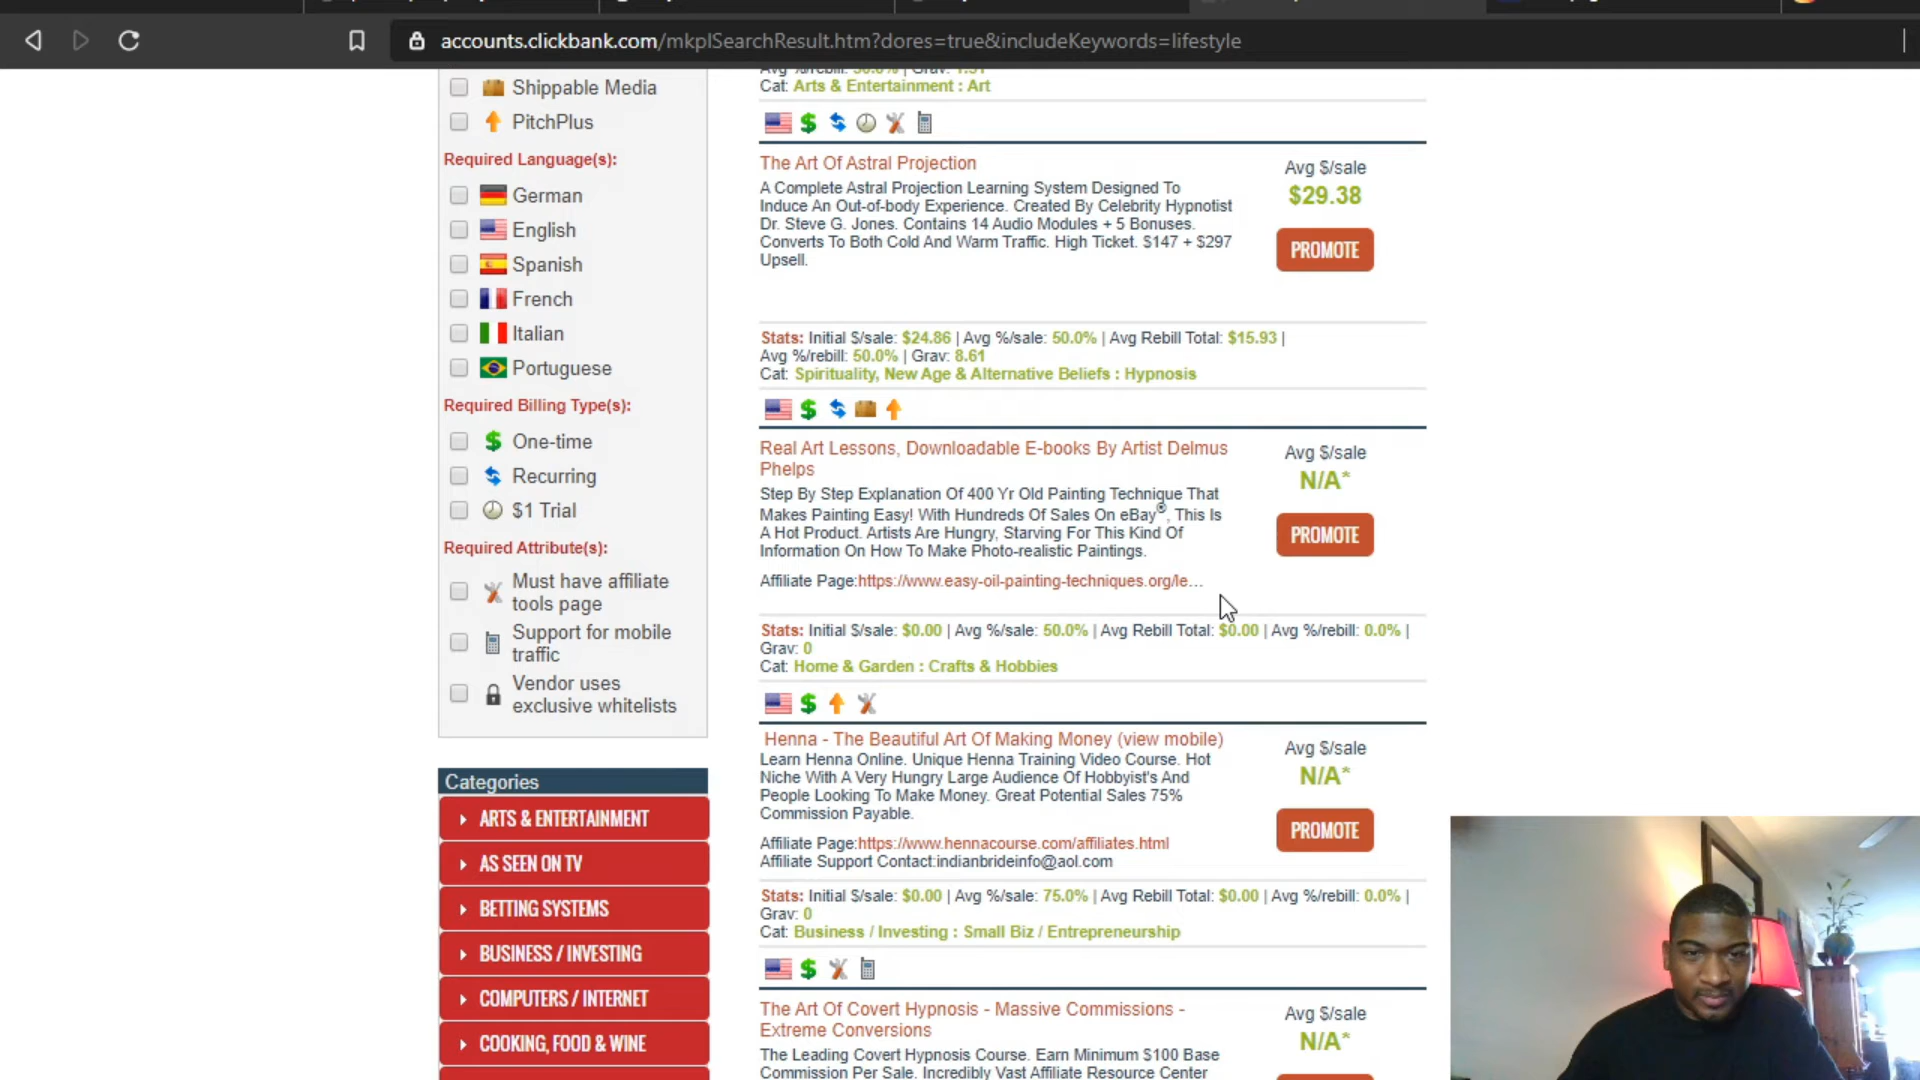 accounts.clickbank.com/mkplSearchResult.htm?dores=true&includeKeywords=lifestyle
Shippable Media
PitchPlus
Required Language(s):
German
English
Spanish
French
Italian
Portuguese
Required Billing Type(s):
One-time
Recurring
$1 Trial
Required Attribute(s):
Must have affiliate
tools page
Support for mobile
traffic
Vendor uses
exclusive whitelists
Categories
ARTS & ENTERTAINMENT
AS SEEN ON TV
BETTING SYSTEMS
BUSINESS / INVESTING
COMPUTERS / INTERNET
COOKING, FOOD & WINE
Cat: Arts & Entertainment : Art
The Art Of Astral Projection
A Complete Astral Projection Learning System Designed To
Induce An Out-of-body Experience. Created By Celebrity Hypnotist
Dr. Steve G. Jones. Contains 14 Audio Modules + 5 Bonuses.
Converts To Both Cold And Warm Traffic. High Ticket. $147 + $297
Upsell.
Avg $/sale
$29.38
PROMOTE
Stats: Initial $/sale: $24.86 | Avg %/sale: 50.0% | Avg Rebill Total: $15.93 |
Avg %/rebill: 50.0% | Grav: 8.61
Cat: Spirituality, New Age & Alternative Beliefs : Hypnosis
Real Art Lessons, Downloadable E-books By Artist Delmus
Phelps
Step By Step Explanation Of 400 Yr Old Painting Technique That
Makes Painting Easy! With Hundreds Of Sales On eBay®, This Is
A Hot Product. Artists Are Hungry, Starving For This Kind Of
Information On How To Make Photo-realistic Paintings.
Affiliate Page:https://www.easy-oil-painting-techniques.org/le...
Avg $/sale
N/A*
PROMOTE
Stats: Initial $/sale: $0.00 | Avg %/sale: 50.0% | Avg Rebill Total: $0.00 | Avg %/rebill: 0.0% |
Grav: 0
Cat: Home & Garden : Crafts & Hobbies
Henna - The Beautiful Art Of Making Money (view mobile)
Learn Henna Online. Unique Henna Training Video Course. Hot
Niche With A Very Hungry Large Audience Of Hobbyist's And
People Looking To Make Money. Great Potential Sales 75%
Commission Payable.
Affiliate Page:https://www.hennacourse.com/affiliates.html
Affiliate Support Contact:indianbrideinfo@aol.com
Avg $/sale
N/A*
PROMOTE
Stats: Initial $/sale: $0.00 | Avg %/sale: 75.0% | Avg Rebill Total: $0.00 | Avg %/rebill: 0.0% |
Grav: 0
Cat: Business / Investing : Small Biz / Entrepreneurship
The Art Of Covert Hypnosis - Massive Commissions -
Extreme Conversions
The Leading Covert Hypnosis Course. Earn Minimum $100 Base
Commission Per Sale. Incredibly Vast Affiliate Resource Center
Avg $/sale
N/A*